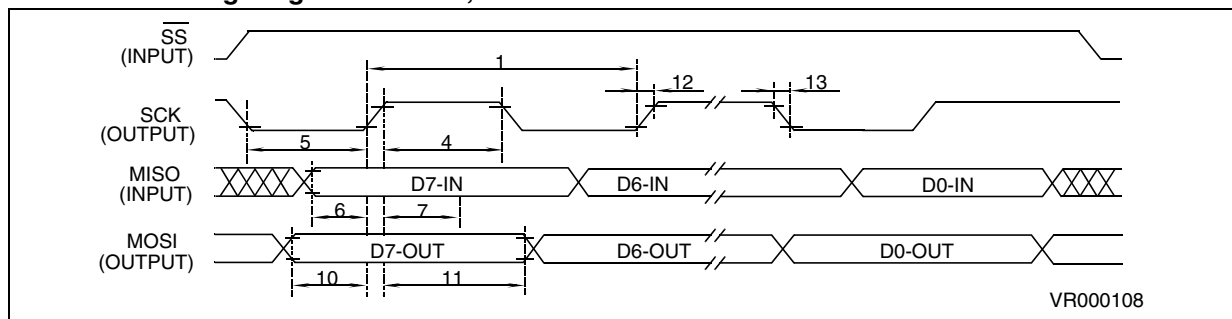 SS
(INPUT)
1
12
13
SCK
(OUTPUT)
5
4
MISO
(INPUT)
D7-IN
D6-IN
D0-IN
6
7
MOSI
(OUTPUT)
D7-OUT
D6-OUT
D0-OUT
10
11
VR000108